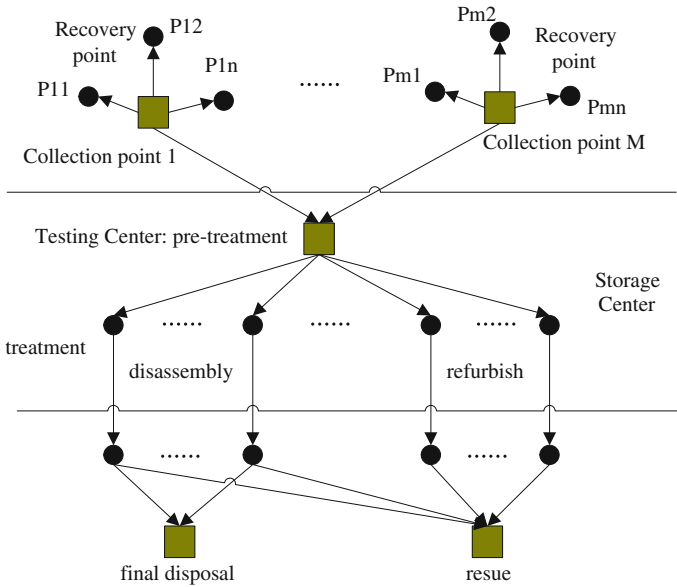 P12
Pm2
Recovery
point
Recovery
point
P11
P1n
......
Pm1
Pmn
Collection point 1
Collection point M
Testing Center: pre-treatment
Storage
Center
......
......
......
treatment
disassembly
refurbish
......
......
final disposal
resue